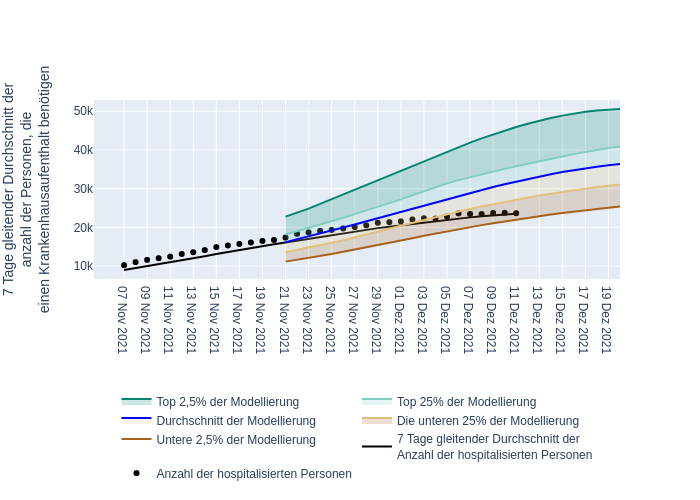 7 Tage gleitender Durchschnitt der
anzahl der Personen, die
einen Krankenhausaufenthalt benötigen
50k
40k
30k
20k
10k
07 Nov 2021
09 Nov 2021
11 Nov 2021
13 Nov 2021
15 Nov 2021
17 Nov 2021
19 Nov 2021
21 Nov 2021
23 Nov 2021
25 Nov 2021
27 Nov 2021
29 Nov 2021
01 Dez 2021
03 Dez 2021
05 Dez 2021
07 Dez 2021
09 Dez 2021
11 Dez 2021
13 Dez 2021
15 Dez 2021
17 Dez 2021
19 Dez 2021
Top 2,5% der Modellierung
Top 25% der Modellierung
Durchschnitt der Modellierung
Die unteren 25% der Modellierung
Untere 2,5% der Modellierung
7 Tage gleitender Durchschnitt der
Anzahl der hospitalisierten Personen
Anzahl der hospitalisierten Personen